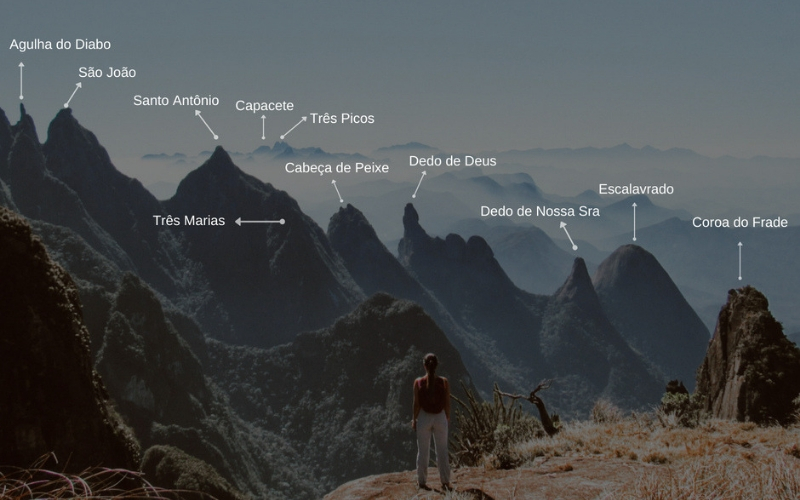 Agulha do Diabo
São João
Santo Antônio
Capacete
Três Picos
Cabeça de Peixe
Dedo de Deus
Três Marias
Dedo de Nossa Sra
Escalavrado
Coroa do Frade